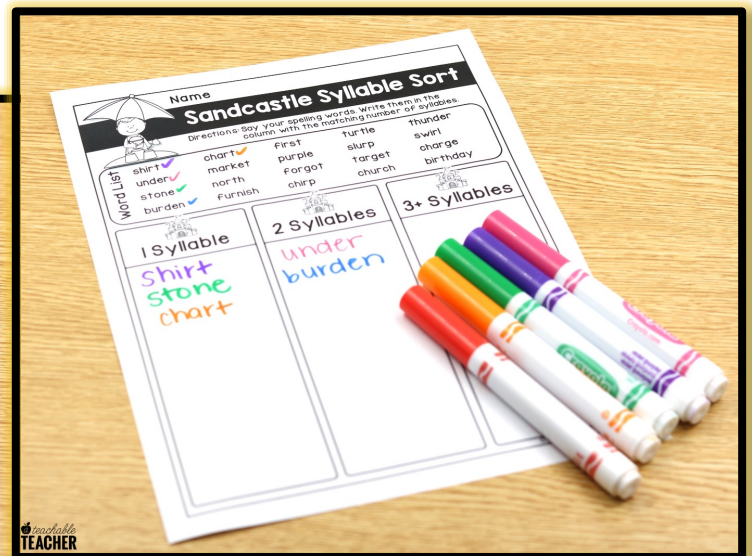 Name
Sandcastle Syllable Sort
Directions: Say your spelling words. Write them in the
column with the matching number of syllables.
Word List
shirt chart first turtle thunder
under market purple slurp swirl
stone north forgot target charge
burden furnish chirp church birthday
1 Syllable 2 Syllables 3+ Syllables
shirt under
stone burden
chart
Crayola
Crayola.com
teachable
TEACHER